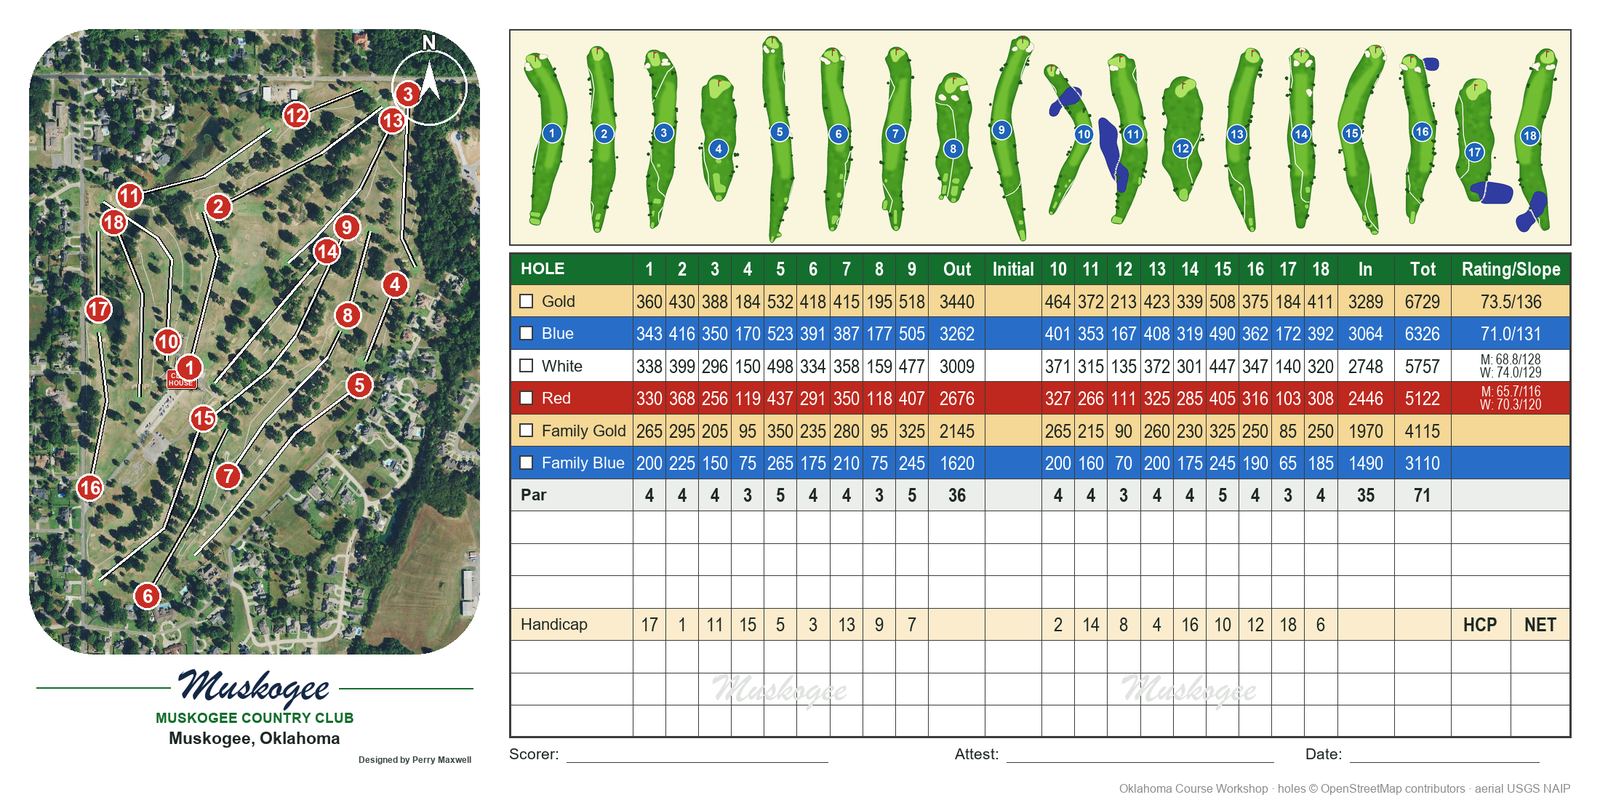 N
3
12
13
11
2
18
9
14
4
17
8
10
1
CL
HOUSE
5
15
7
16
6
Muskogee
MUSKOGEE COUNTRY CLUB
Muskogee, Oklahoma
Designed by Perry Maxwell
1 2 3 4 5 6 7 8 9 10 11 12 13 14 15 16 17 18
HOLE 1 2 3 4 5 6 7 8 9 Out Initial 10 11 12 13 14 15 16 17 18 In Tot Rating/Slope
Gold 360 430 388 184 532 418 415 195 518 3440 464 372 213 423 339 508 375 184 411 3289 6729 73.5/136
Blue 343 416 350 170 523 391 387 177 505 3262 401 353 167 408 319 490 362 172 392 3064 6326 71.0/131
White 338 399 296 150 498 334 358 159 477 3009 371 315 135 372 301 447 347 140 320 2748 5757 M: 68.8/128
W: 74.0/129
Red 330 368 256 119 437 291 350 118 407 2676 327 266 111 325 285 405 316 103 308 2446 5122 M: 65.7/116
W: 70.3/120
Family Gold 265 295 205 95 350 235 280 95 325 2145 265 215 90 260 230 325 250 85 250 1970 4115
Family Blue 200 225 150 75 265 175 210 75 245 1620 200 160 70 200 175 245 190 65 185 1490 3110
Par 4 4 4 3 5 4 4 3 5 36 4 4 3 4 4 5 4 3 4 35 71
Handicap 17 1 11 15 5 3 13 9 7 2 14 8 4 16 10 12 18 6 HCP NET
Muskogee Muskogee
Scorer: Attest: Date:
Oklahoma Course Workshop · holes © OpenStreetMap contributors · aerial USGS NAIP